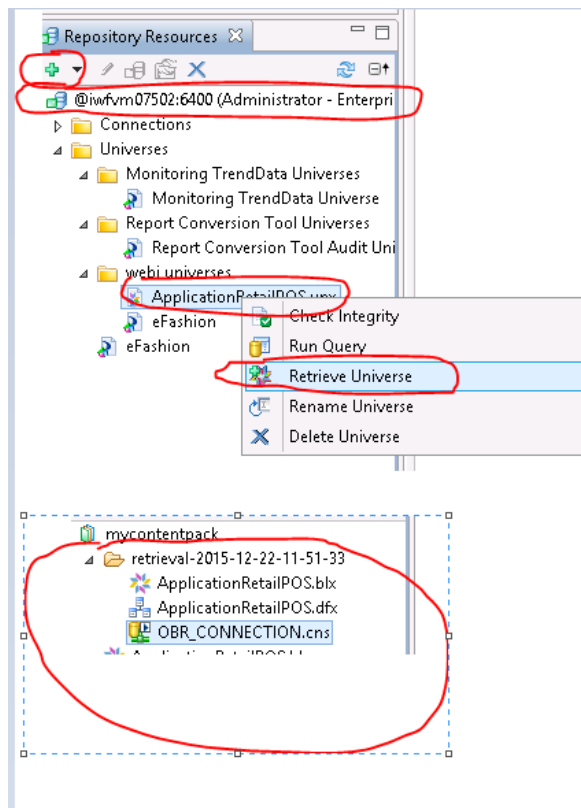 Repository Resources
@iwfvm07502:6400 (Administrator - Enterpri
Connections
Universes
Monitoring TrendData Universes
Monitoring TrendData Universe
Report Conversion Tool Universes
Report Conversion Tool Audit Uni
webi universes
ApplicationRetailPOS.unx
eFashion
eFashion
Check Integrity
Run Query
Retrieve Universe
Rename Universe
Delete Universe
mycontentpack
retrieval-2015-12-22-11-51-33
ApplicationRetailPOS.blx
ApplicationRetailPOS.dfx
OBR_CONNECTION.cns